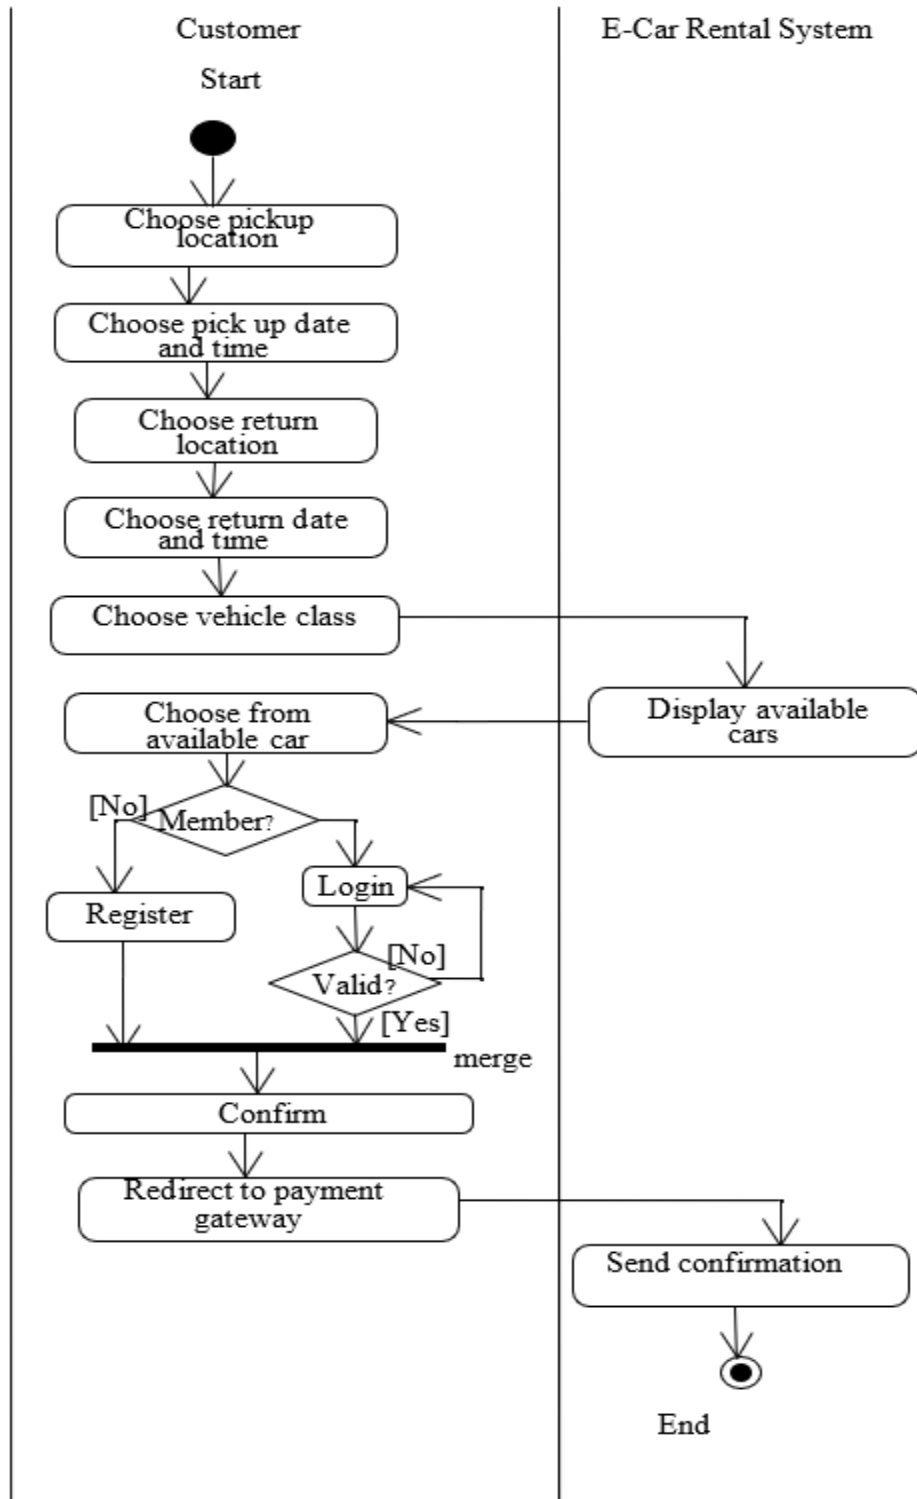 Customer
E-Car Rental System
Start
Choose pickup
location
Choose pick up date
and time
Choose return
location
Choose return date
and time
Choose vehicle class
Choose from
available car
Display available
cars
[No]
Member?
Login
Register
[No]
Valid?
[Yes]
merge
Confirm
Redirect to payment
gateway
Send confirmation
End